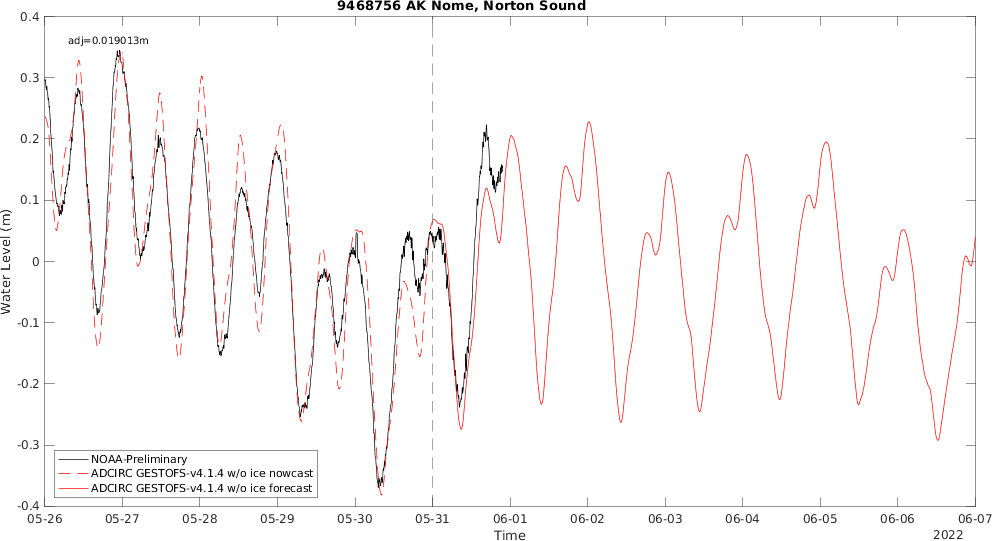 9468756 AK Nome, Norton Sound
adj=0.019013m
0.4
0.3
0.2
0.1
0
-0.1
-0.2
-0.3
-0.4
Water Level (m)
NOAA-Preliminary
ADCIRC GESTOFS-v4.1.4 w/o ice nowcast
ADCIRC GESTOFS-v4.1.4 w/o ice forecast
05-26 05-27 05-28 05-29 05-30 05-31 06-01 06-02 06-03 06-04 06-05 06-06 06-07
Time
2022